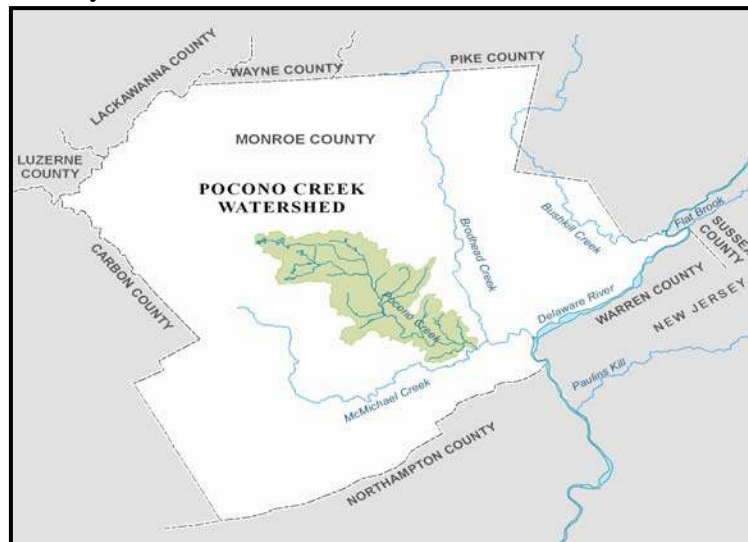 LACKAWANNA COUNTY
WAYNE COUNTY
PIKE COUNTY
MONROE COUNTY
LUZERNE
COUNTY
POCONO CREEK
WATERSHED
CARBON COUNTY
Brodhead Creek
Bushkill Creek
Flat Brook
SUSSEX
COUNTY
Pocono Creek
Delaware River
WARREN COUNTY
NEW JERSEY
McMichael Creek
Paulins Kill
NORTHAMPTON COUNTY